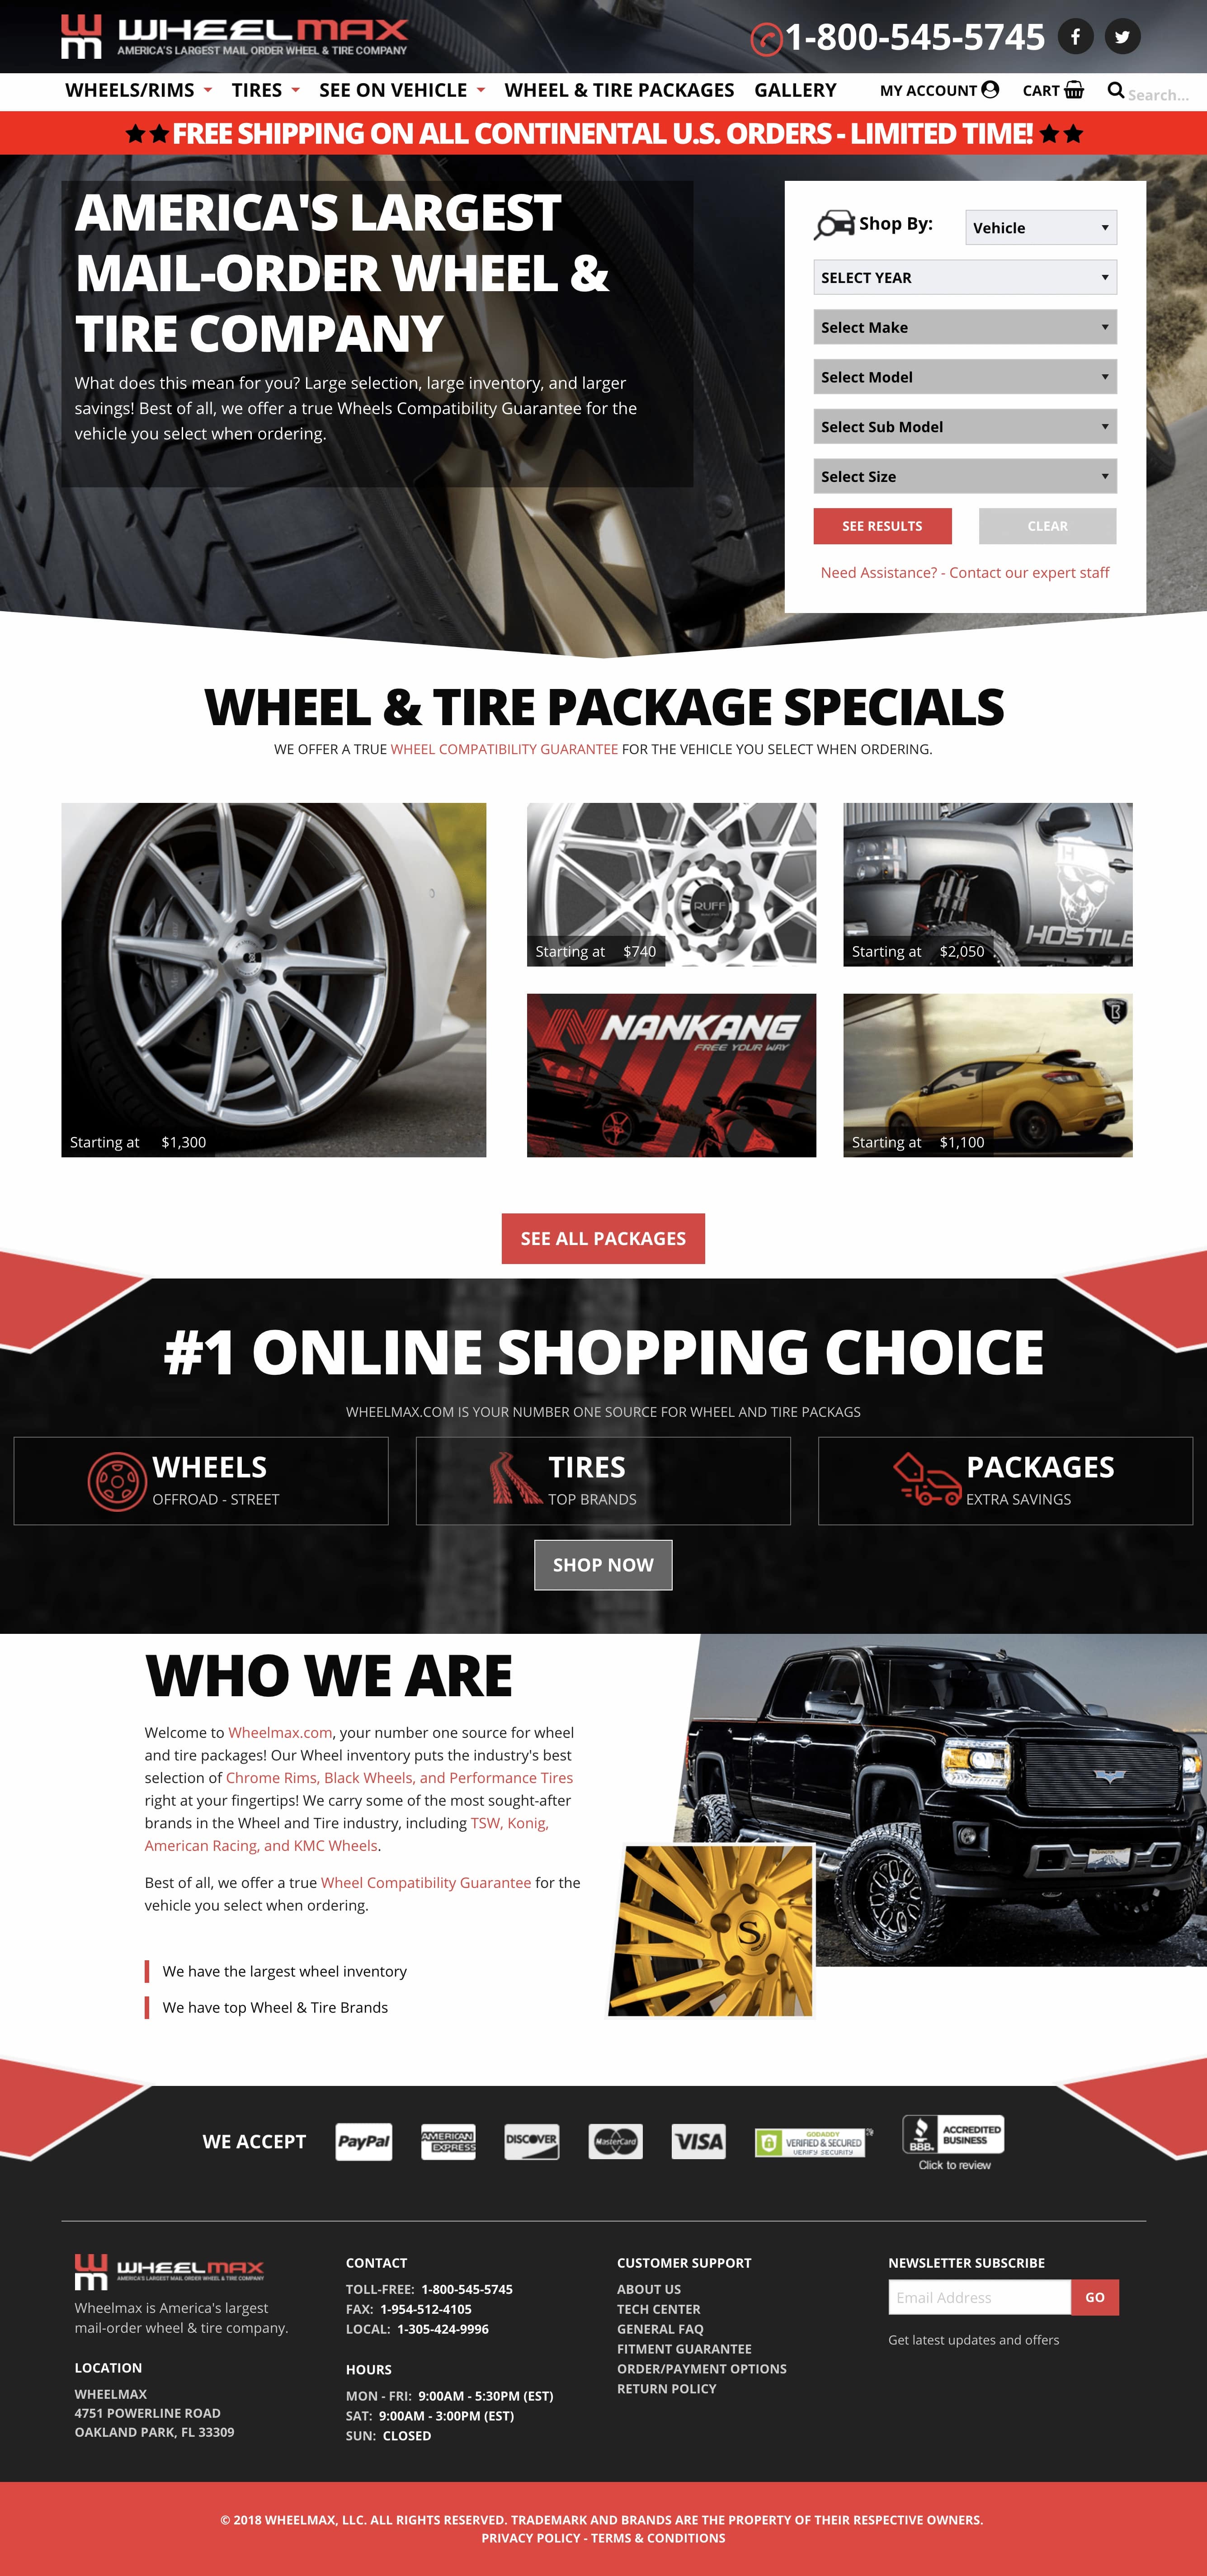 WHEELMAX
AMERICA'S LARGEST MAIL ORDER WHEEL & TIRE COMPANY
1-800-545-5745
WHEELS/RIMS TIRES SEE ON VEHICLE WHEEL & TIRE PACKAGES GALLERY MY ACCOUNT CART Search...
FREE SHIPPING ON ALL CONTINENTAL U.S. ORDERS - LIMITED TIME!
AMERICA'S LARGEST
MAIL-ORDER WHEEL &
TIRE COMPANY
What does this mean for you? Large selection, large inventory, and larger
savings! Best of all, we offer a true Wheels Compatibility Guarantee for the
vehicle you select when ordering.
Shop By: Vehicle
SELECT YEAR
Select Make
Select Model
Select Sub Model
Select Size
SEE RESULTS CLEAR
Need Assistance? - Contact our expert staff
WHEEL & TIRE PACKAGE SPECIALS
WE OFFER A TRUE WHEEL COMPATIBILITY GUARANTEE FOR THE VEHICLE YOU SELECT WHEN ORDERING.
Starting at $1,300
RUFF
Starting at $740
H
HOSTILE
Starting at $2,050
NANKANG
FREE YOUR WAY
Starting at $1,100
SEE ALL PACKAGES
#1 ONLINE SHOPPING CHOICE
WHEELMAX.COM IS YOUR NUMBER ONE SOURCE FOR WHEEL AND TIRE PACKAGS
WHEELS
OFFROAD - STREET
TIRES
TOP BRANDS
PACKAGES
EXTRA SAVINGS
SHOP NOW
WHO WE ARE
Welcome to Wheelmax.com, your number one source for wheel
and tire packages! Our Wheel inventory puts the industry's best
selection of Chrome Rims, Black Wheels, and Performance Tires
right at your fingertips! We carry some of the most sought-after
brands in the Wheel and Tire industry, including TSW, Konig,
American Racing, and KMC Wheels.
Best of all, we offer a true Wheel Compatibility Guarantee for the
vehicle you select when ordering.
We have the largest wheel inventory
We have top Wheel & Tire Brands
S
WE ACCEPT
PayPal
AMERICAN EXPRESS
DISCOVER
MasterCard
VISA
GODADDY
VERIFIED & SECURED
VERIFY SECURITY
BBB.
ACCREDITED
BUSINESS
Click to review
WHEELMAX
AMERICA'S LARGEST MAIL ORDER WHEEL & TIRE COMPANY
Wheelmax is America's largest
mail-order wheel & tire company.
LOCATION
WHEELMAX
4751 POWERLINE ROAD
OAKLAND PARK, FL 33309
CONTACT
TOLL-FREE: 1-800-545-5745
FAX: 1-954-512-4105
LOCAL: 1-305-424-9996
HOURS
MON - FRI: 9:00AM - 5:30PM (EST)
SAT: 9:00AM - 3:00PM (EST)
SUN: CLOSED
CUSTOMER SUPPORT
ABOUT US
TECH CENTER
GENERAL FAQ
FITMENT GUARANTEE
ORDER/PAYMENT OPTIONS
RETURN POLICY
NEWSLETTER SUBSCRIBE
Email Address GO
Get latest updates and offers
© 2018 WHEELMAX, LLC. ALL RIGHTS RESERVED. TRADEMARK AND BRANDS ARE THE PROPERTY OF THEIR RESPECTIVE OWNERS.
PRIVACY POLICY - TERMS & CONDITIONS